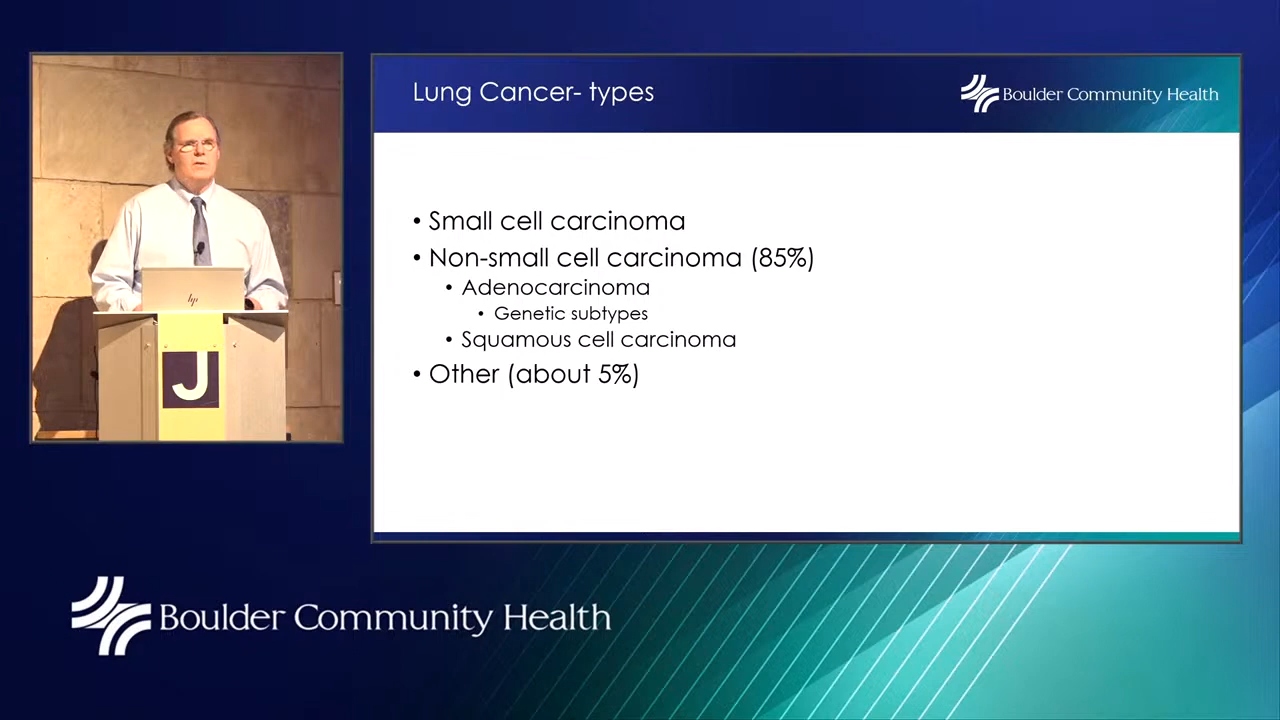 Lung Cancer- types
Boulder Community Health
• Small cell carcinoma
• Non-small cell carcinoma (85%)
• Adenocarcinoma
• Genetic subtypes
• Squamous cell carcinoma
• Other (about 5%)
hp
J
Boulder Community Health